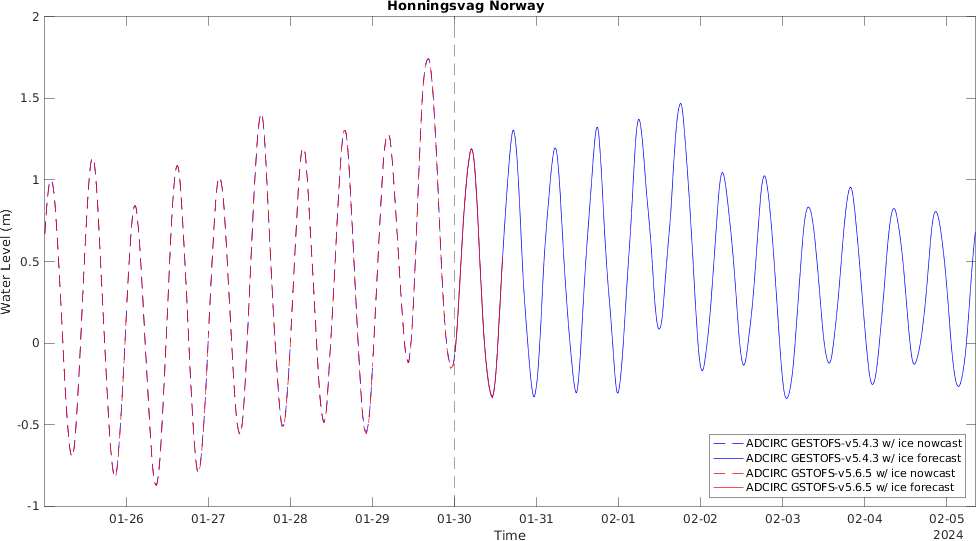 Honningsvag Norway
2
1.5
1
0.5
0
-0.5
-1
Water Level (m)
01-26 01-27 01-28 01-29 01-30 01-31 02-01 02-02 02-03 02-04 02-05
Time
2024
ADCIRC GESTOFS-v5.4.3 w/ ice nowcast
ADCIRC GESTOFS-v5.4.3 w/ ice forecast
ADCIRC GSTOFS-v5.6.5 w/ ice nowcast
ADCIRC GSTOFS-v5.6.5 w/ ice forecast